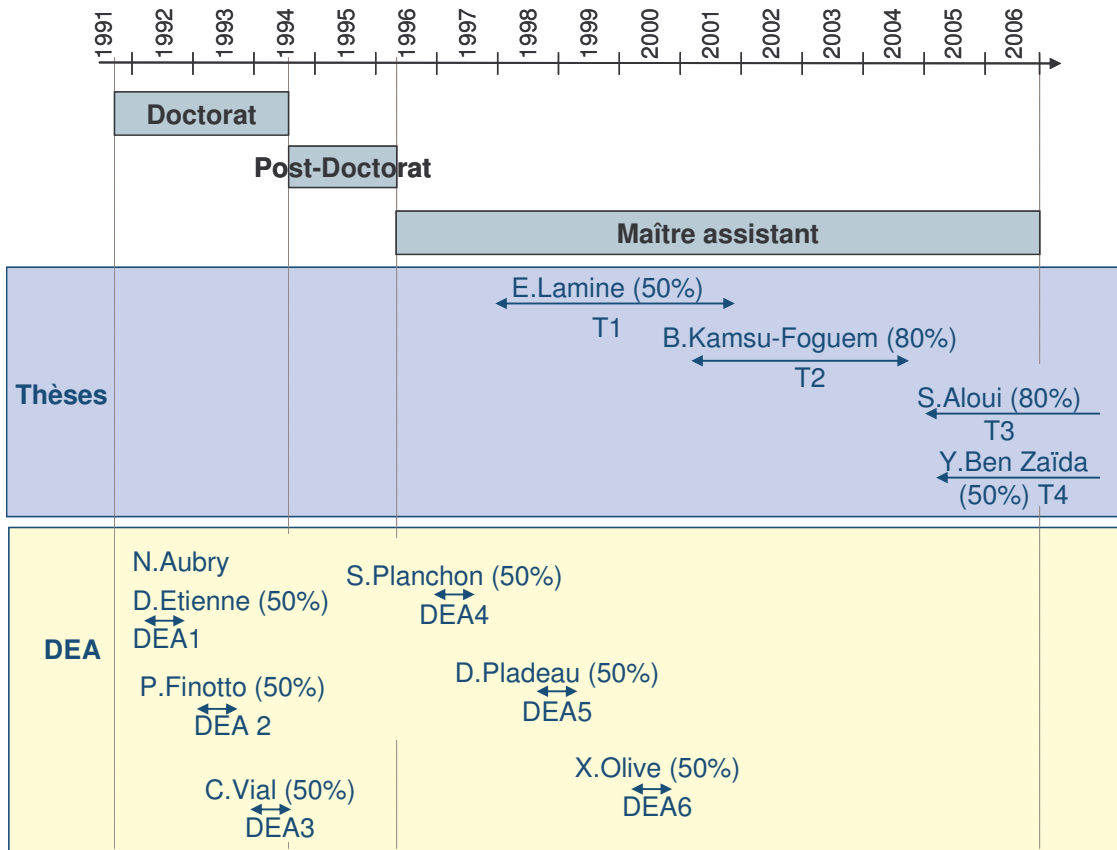 1991 1992 1993 1994 1995 1996 1997 1998 1999 2000 2001 2002 2003 2004 2005 2006
Doctorat
Post-Doctorat
Maître assistant
Thèses
E.Lamine (50%)
T1
B.Kamsu-Foguem (80%)
T2
S.Aloui (80%)
T3
Y.Ben Zaïda
(50%) T4
DEA
N.Aubry
D.Etienne (50%)
DEA1
P.Finotto (50%)
DEA 2
C.Vial (50%)
DEA3
S.Planchon (50%)
DEA4
D.Pladeau (50%)
DEA5
X.Olive (50%)
DEA6